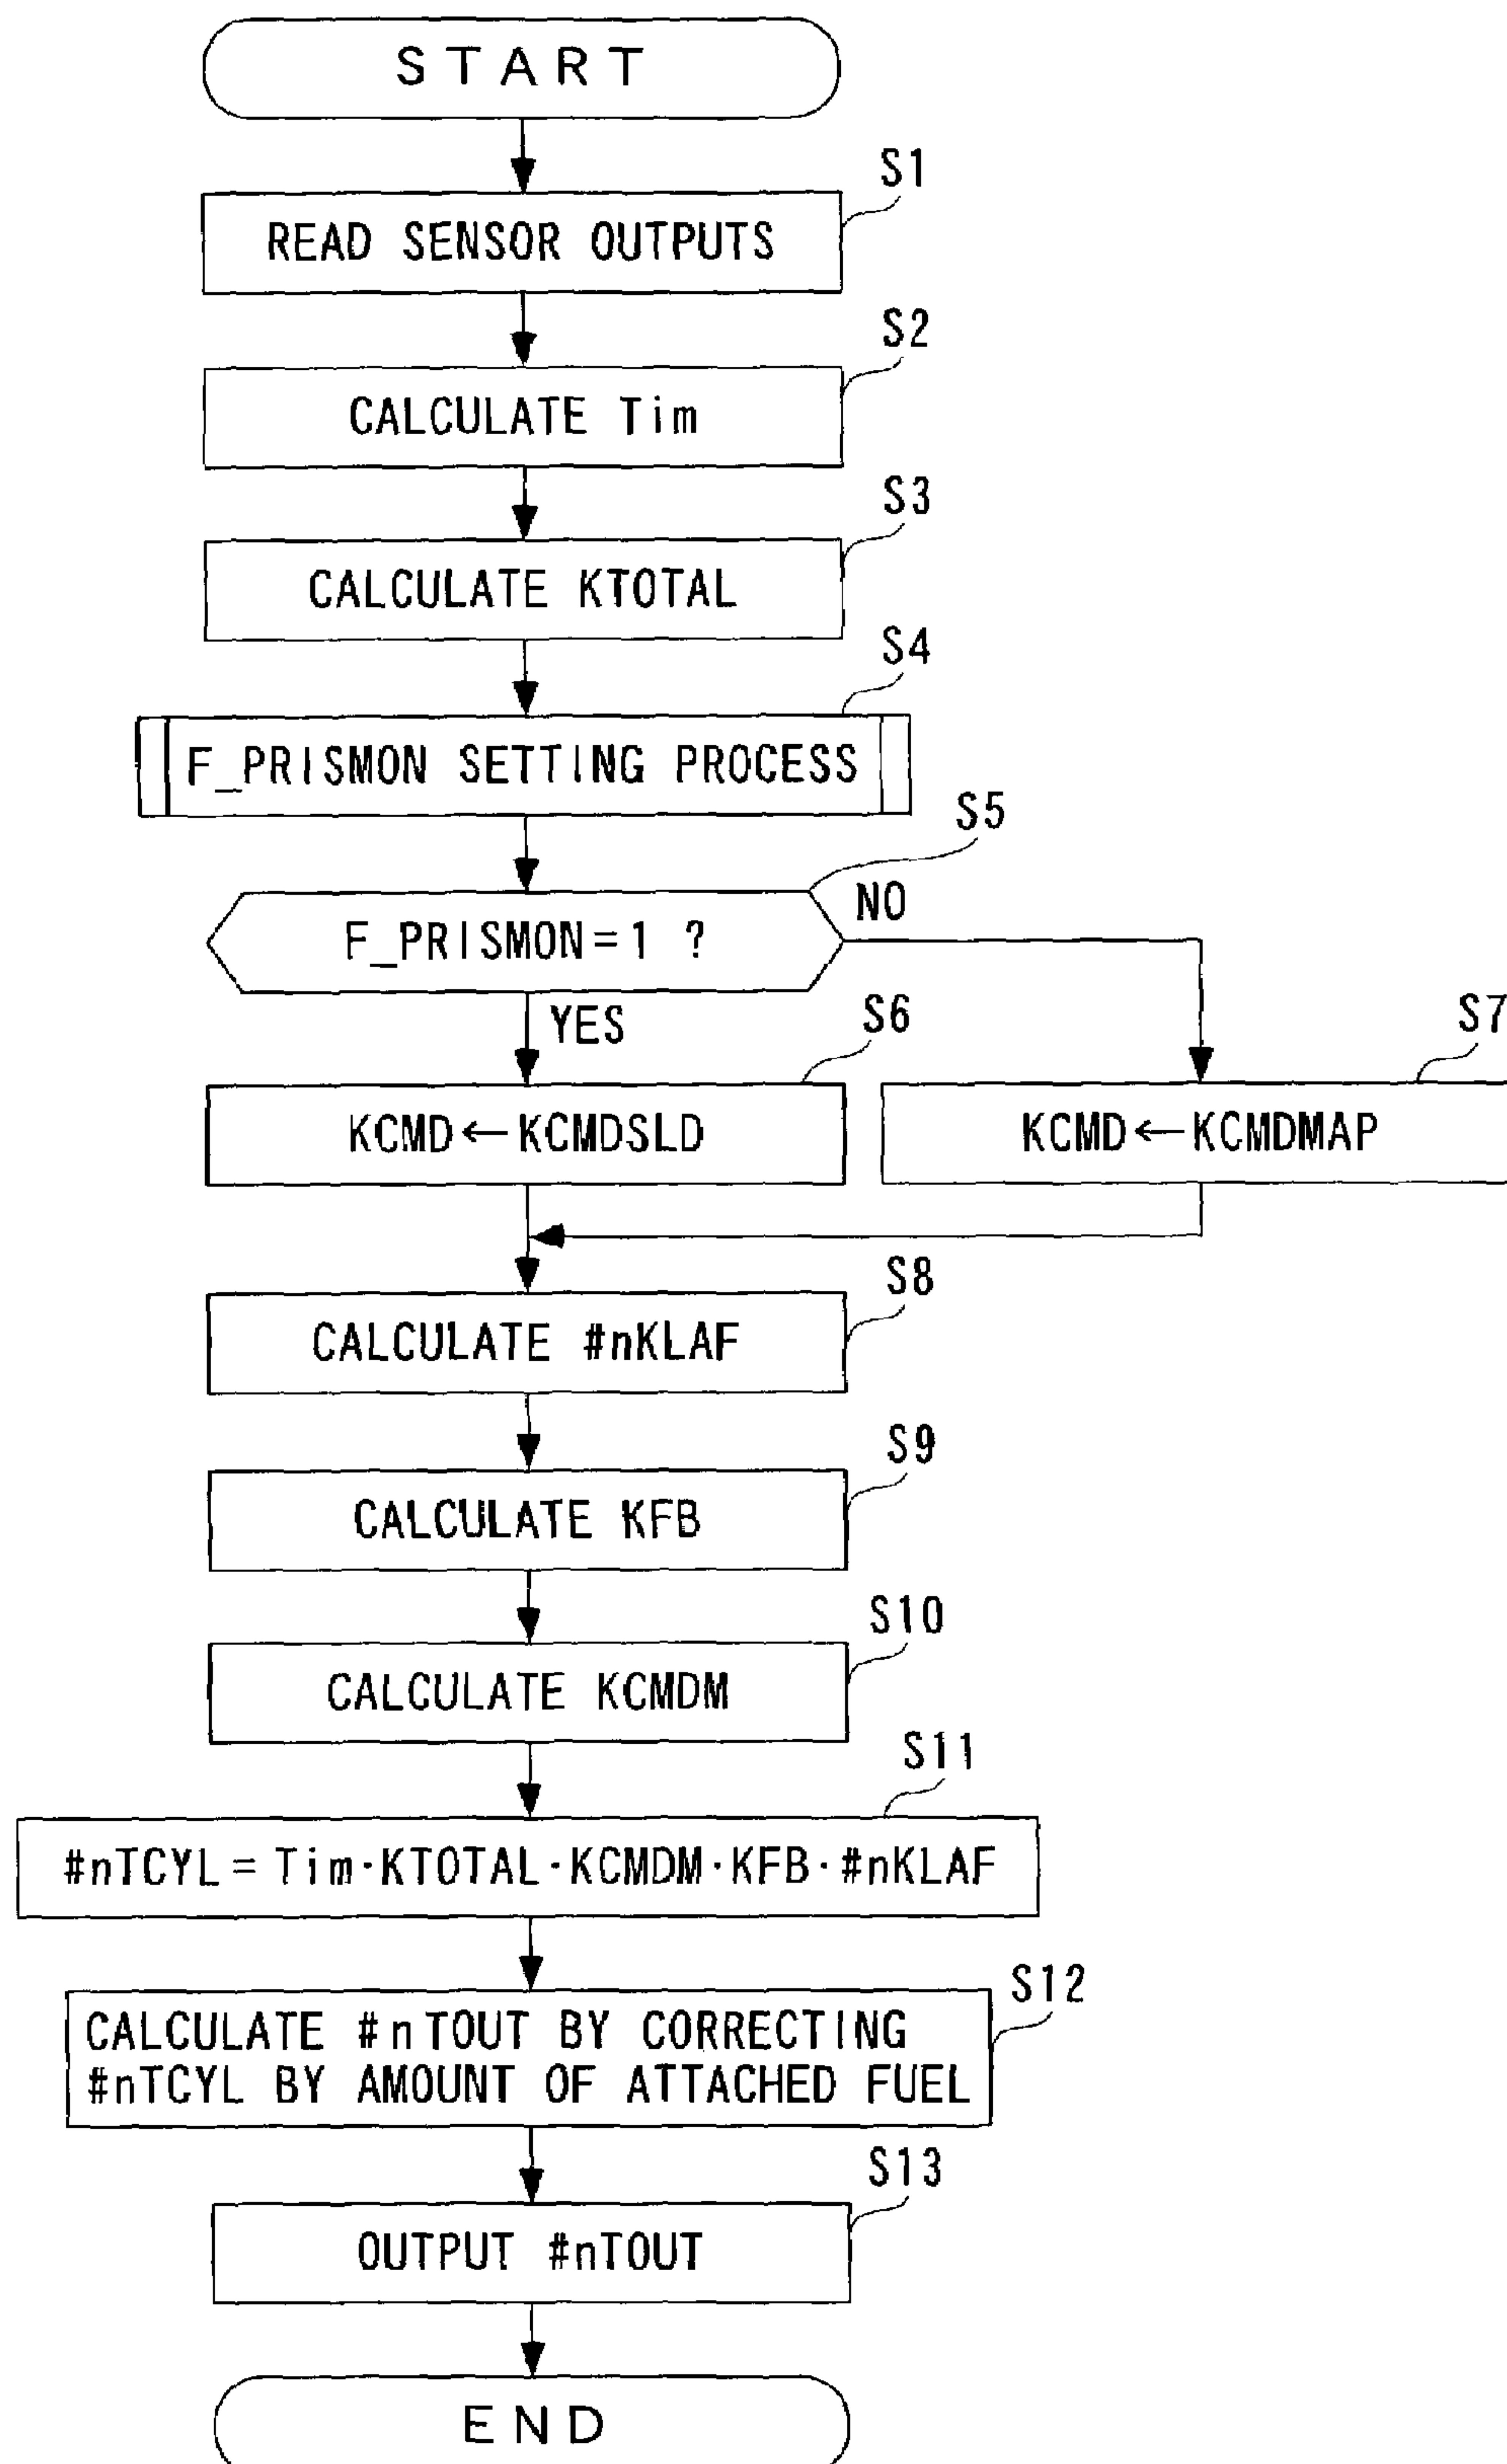 START
S1
READ SENSOR OUTPUTS
S2
CALCULATE Tim
S3
CALCULATE KTOTAL
S4
F_PRISMON SETTING PROCESS
S5
F_PRISMON=1 ?
NO
YES
S6
S7
KCMD←KCMDSLD
KCMD←KCMDMAP
S8
CALCULATE #nKLAF
S9
CALCULATE KFB
S10
CALCULATE KCMDM
S11
#nTCYL=Tim·KTOTAL·KCMDM·KFB·#nKLAF
S12
CALCULATE #nTOUT BY CORRECTING
#nTCYL BY AMOUNT OF ATTACHED FUEL
S13
OUTPUT #nTOUT
END